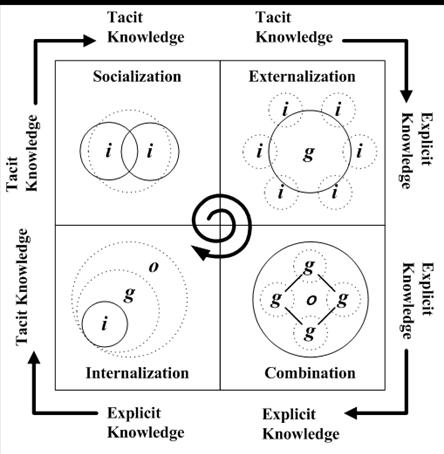 Tacit
Knowledge
Tacit
Knowledge
Socialization
Externalization
Tacit
Knowledge
Explicit
Knowledge
i i
i i
i g i
i i
Tacit Knowledge
Explicit
Knowledge
o
g
i
g
g o g
g
Internalization
Combination
Explicit
Knowledge
Explicit
Knowledge